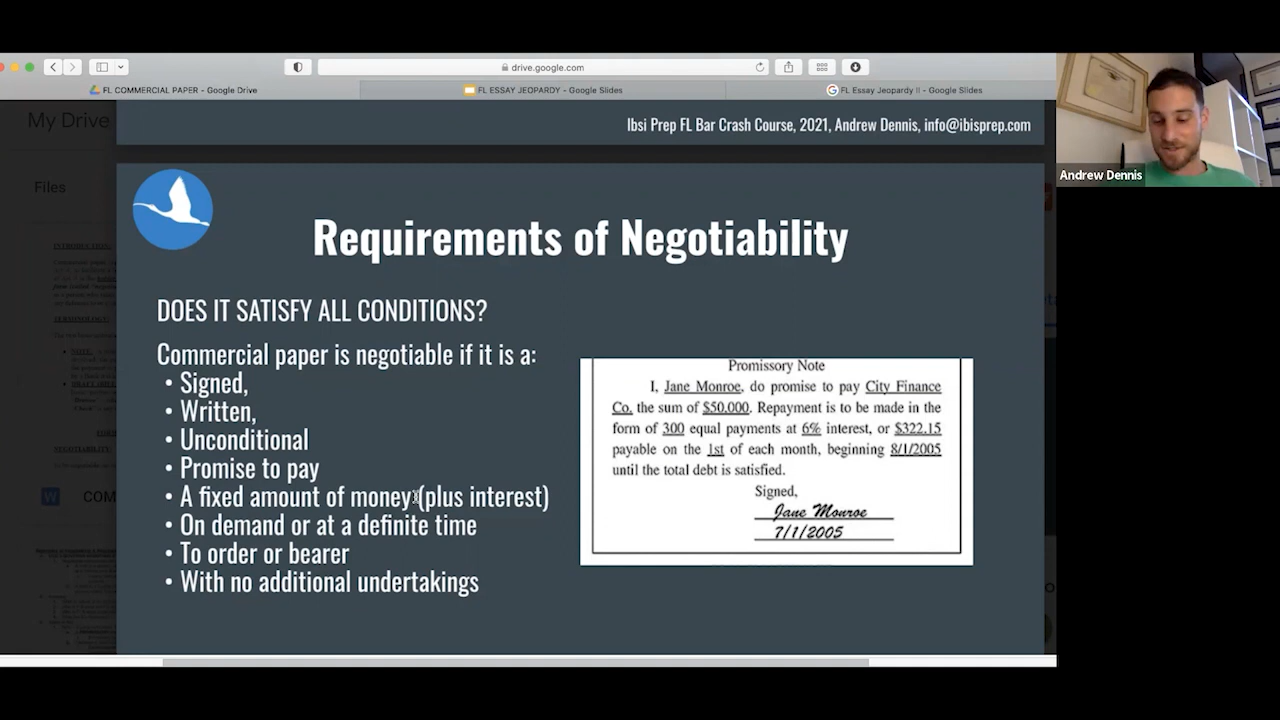 drive.google.com
FL COMMERCIAL PAPER - Google Drive
FL ESSAY JEOPARDY - Google Slides
FL Essay Jeopardy II - Google Slides
My Drive
Ibsi Prep FL Bar Crash Course, 2021, Andrew Dennis, info@ibisprep.com
Andrew Dennis
Files
Requirements of Negotiability
DOES IT SATISFY ALL CONDITIONS?
Commercial paper is negotiable if it is a:
• Signed,
• Written,
• Unconditional
• Promise to pay
• A fixed amount of money (plus interest)
• On demand or at a definite time
• To order or bearer
• With no additional undertakings
Promissory Note
I, Jane Monroe, do promise to pay City Finance
Co. the sum of $50,000. Repayment is to be made in the
form of 300 equal payments at 6% interest, or $322.15
payable on the 1st of each month, beginning 8/1/2005
until the total debt is satisfied.
Signed,
Jane Monroe
7/1/2005
W
COM